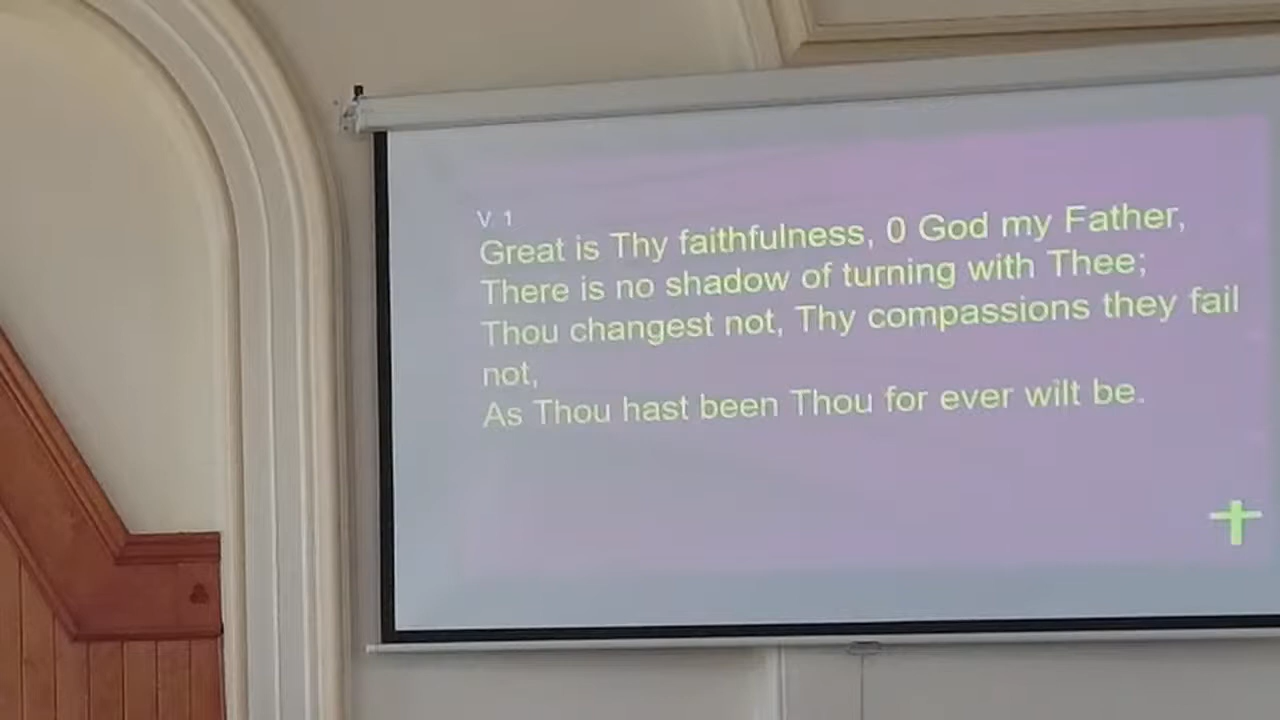 V. 1
Great is Thy faithfulness, 0 God my Father,
There is no shadow of turning with Thee;
Thou changest not, Thy compassions they fail
not,
As Thou hast been Thou for ever wilt be.